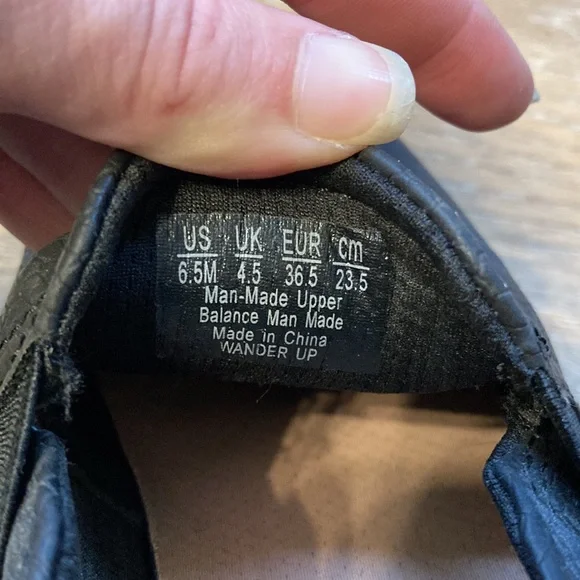 US UK EUR cm
6.5M 4.5 36.5 23.5
Man-Made Upper
Balance Man Made
Made in China
WANDER UP